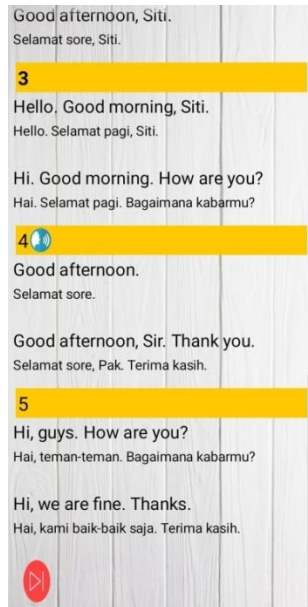 Good afternoon, Siti.
Selamat sore, Siti.
3
Hello. Good morning, Siti.
Hello. Selamat pagi, Siti.
Hi. Good morning. How are you?
Hai. Selamat pagi. Bagaimana kabarmu?
4
Good afternoon.
Selamat sore.
Good afternoon, Sir. Thank you.
Selamat sore, Pak. Terima kasih.
5
Hi, guys. How are you?
Hai, teman-teman. Bagaimana kabarmu?
Hi, we are fine. Thanks.
Hai, kami baik-baik saja. Terima kasih.